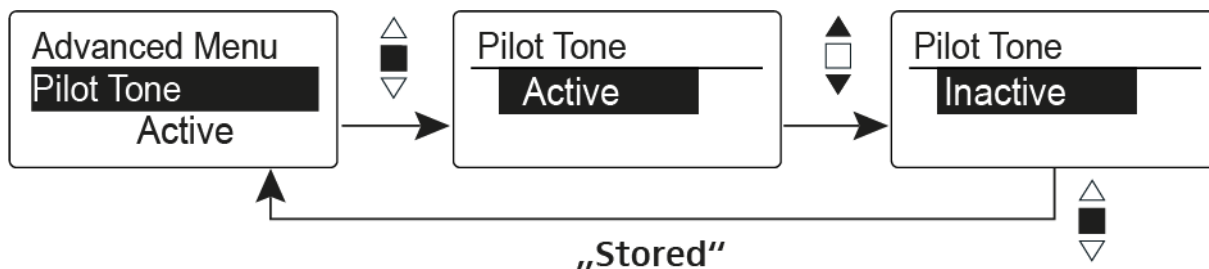 Advanced Menu
Pilot Tone
Active
Pilot Tone
Active
Pilot Tone
Inactive
„Stored“